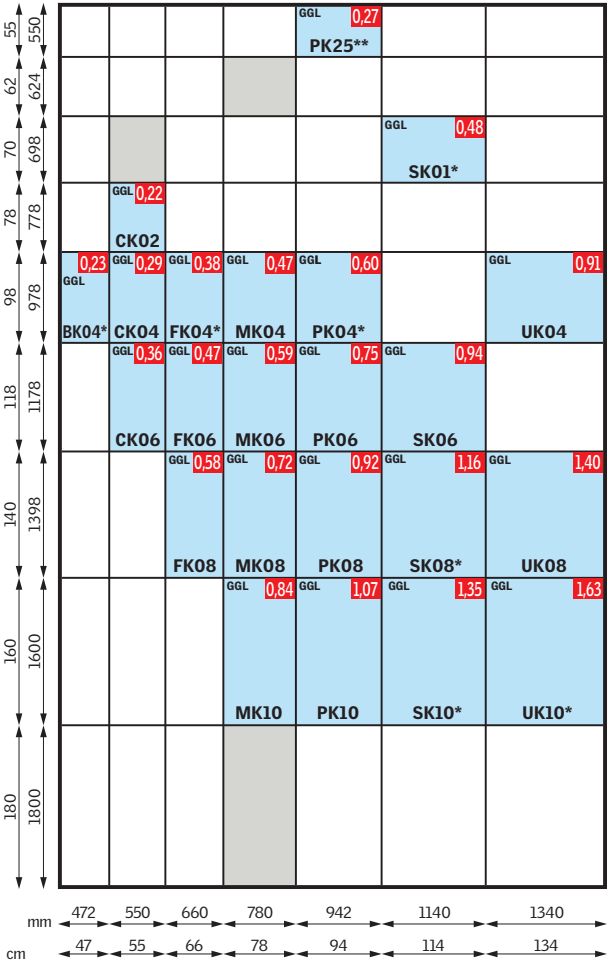 55 550 GGL 0,27
PK25**
62 624
70 698 GGL 0,48
SK01*
78 778 GGL 0,22
CK02
98 978 0,23 GGL 0,29 GGL 0,38 GGL 0,47 GGL 0,60 GGL 0,91
GGL
BK04* CK04 FK04* MK04 PK04* UK04
118 1178 GGL 0,36 GGL 0,47 GGL 0,59 GGL 0,75 GGL 0,94
CK06 FK06 MK06 PK06 SK06
140 1398 GGL 0,58 GGL 0,72 GGL 0,92 GGL 1,16 GGL 1,40
FK08 MK08 PK08 SK08* UK08
160 1600 GGL 0,84 GGL 1,07 GGL 1,35 GGL 1,63
MK10 PK10 SK10* UK10*
180 1800
mm 472 550 660 780 942 1140 1340
cm 47 55 66 78 94 114 134